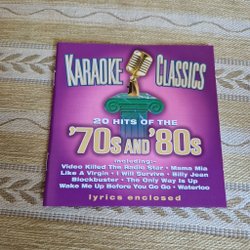 KARAOKE CLASSICS
20 HITS OF THE
'70s AND '80s
including:
Video Killed The Radio Star • Mama Mia
Like A Virgin • I Will Survive • Billy Jean
Blockbuster • The Only Way Is Up
Wake Me Up Before You Go Go • Waterloo
lyrics enclosed